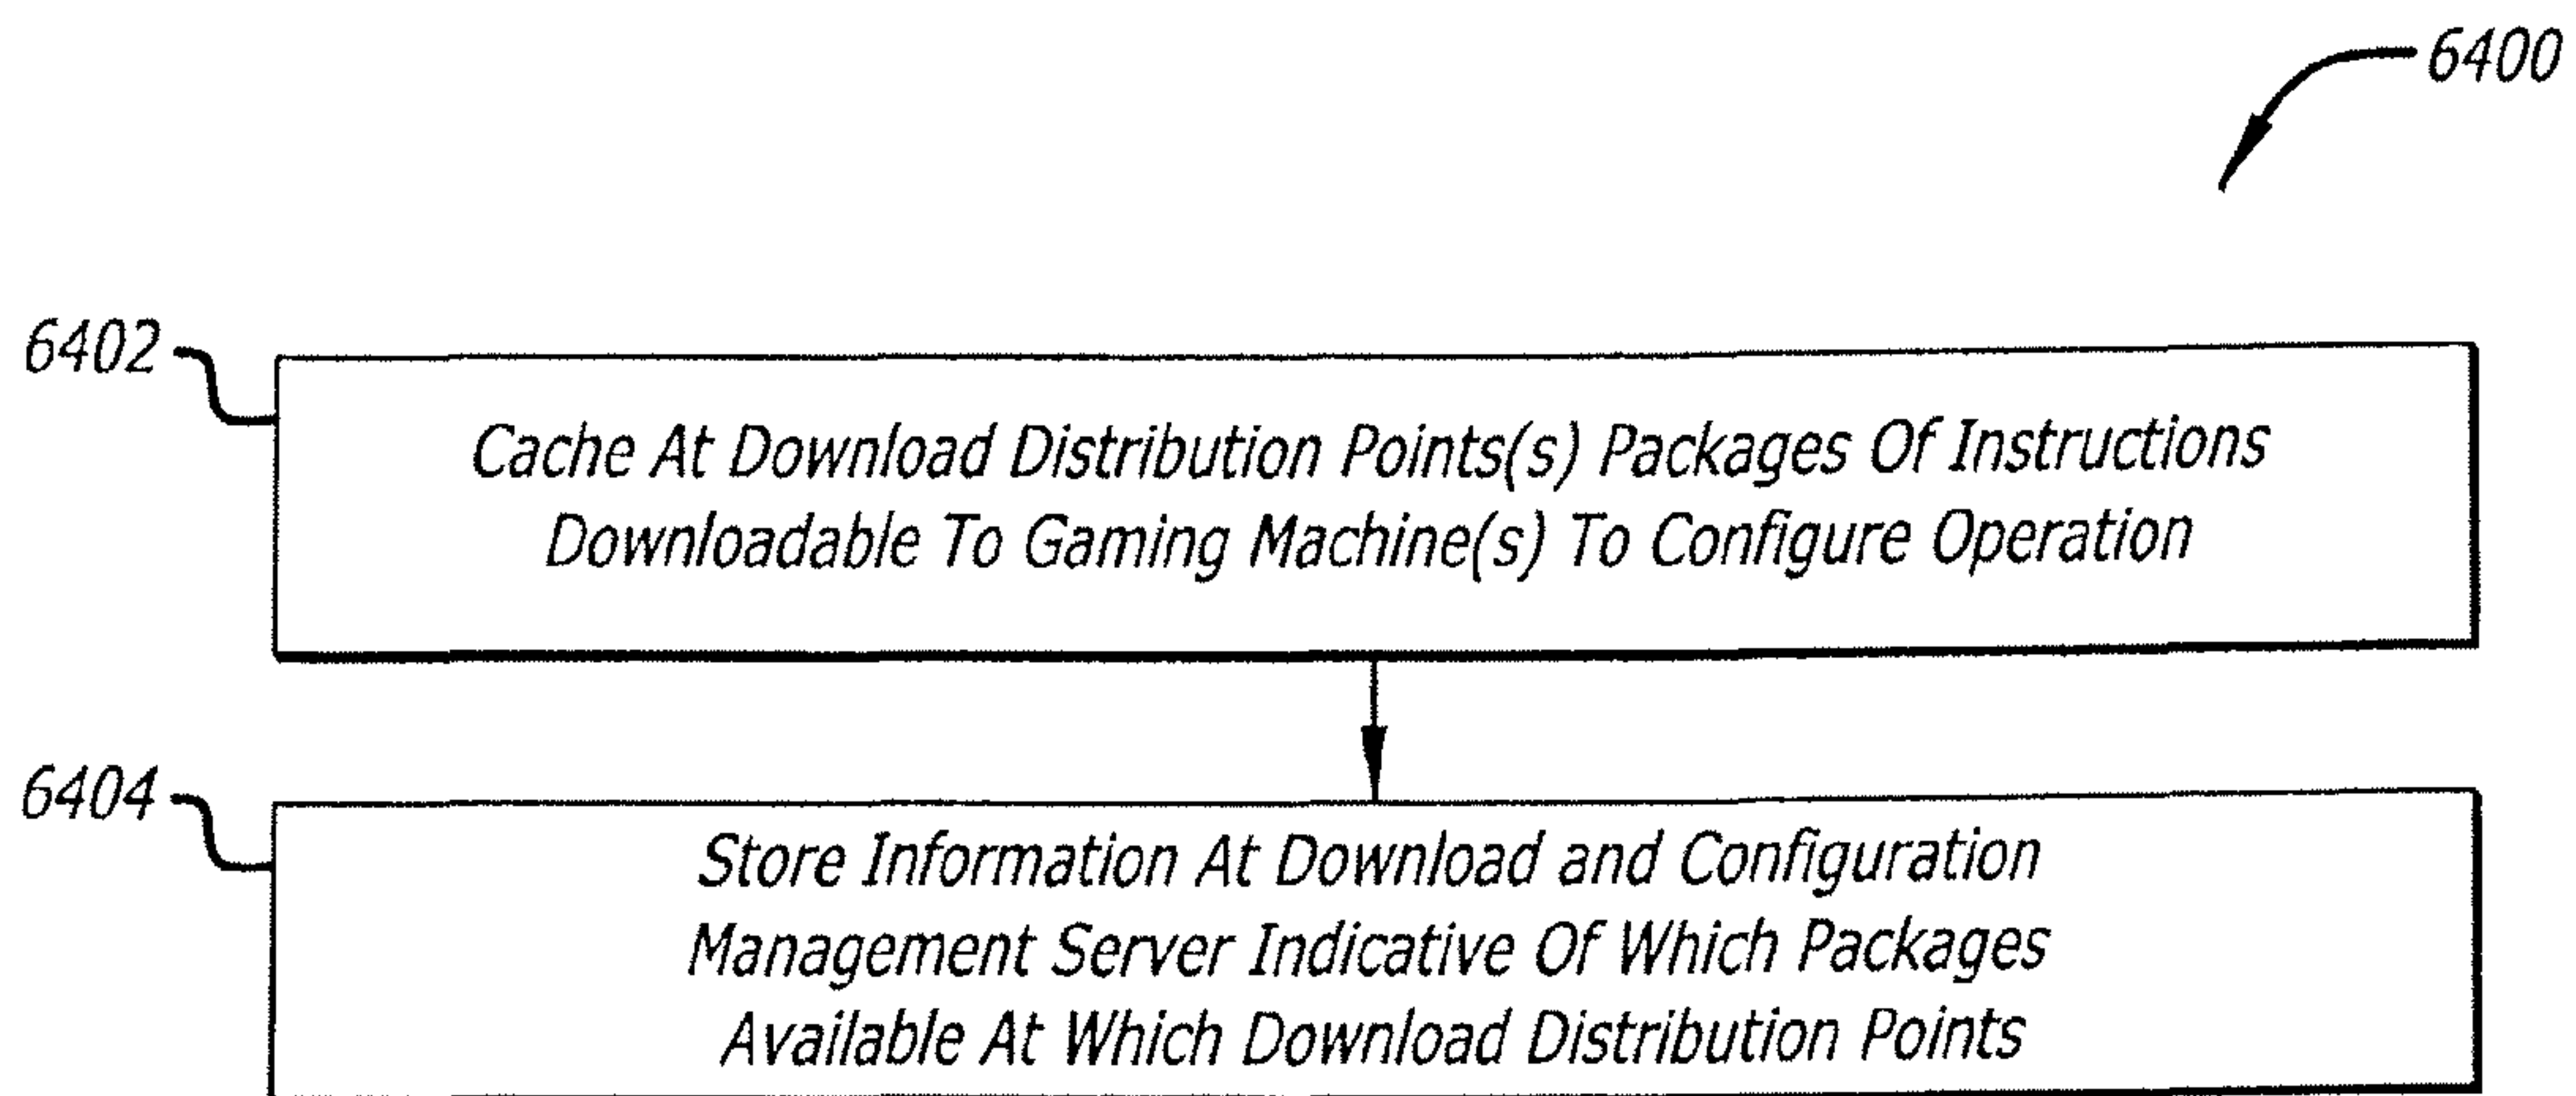 6400
6402
Cache At Download Distribution Points(s) Packages Of Instructions
Downloadable To Gaming Machine(s) To Configure Operation
6404
Store Information At Download and Configuration
Management Server Indicative Of Which Packages
Available At Which Download Distribution Points